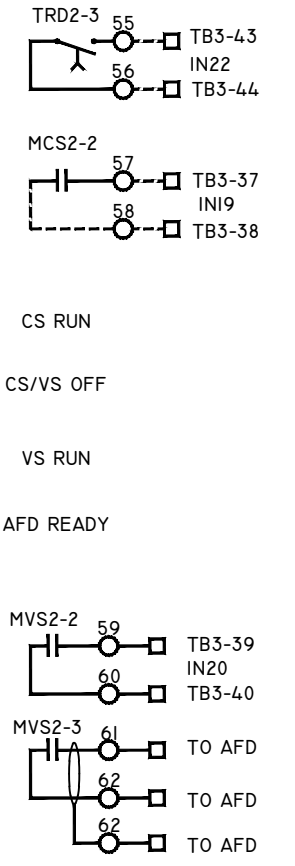 TRD2-3
55
TB3-43
IN22
56
TB3-44
MCS2-2
57
TB3-37
IN19
58
TB3-38
CS RUN
CS/VS OFF
VS RUN
AFD READY
MVS2-2
59
TB3-39
IN20
60
TB3-40
MVS2-3
61
TO AFD
62
TO AFD
62
TO AFD